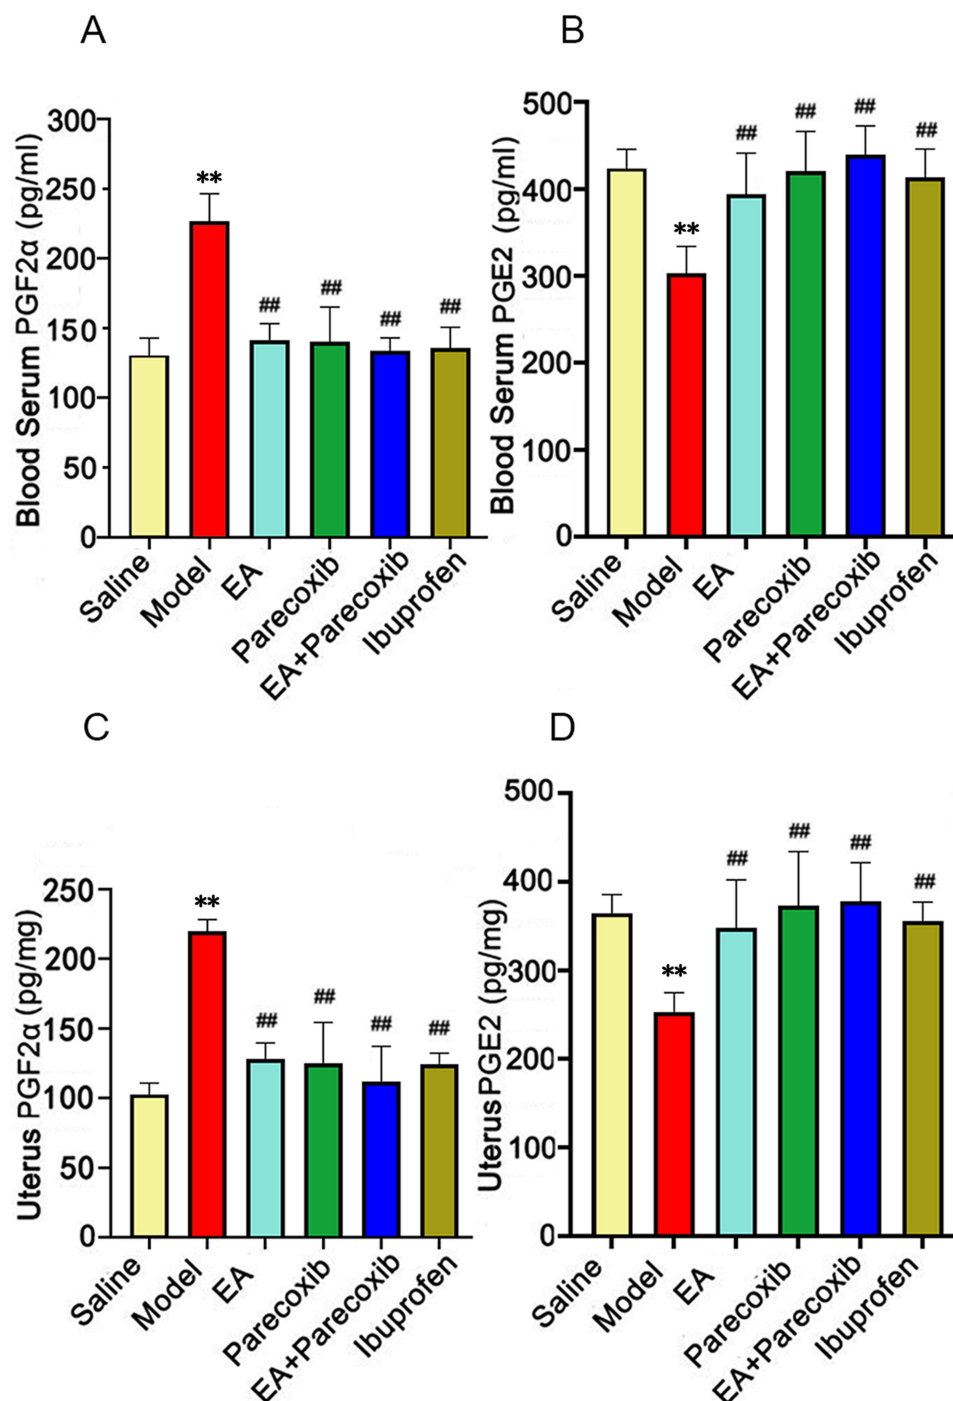 A
Blood Serum PGF2α (pg/ml)
300
250
200
150
100
50
0
**
##
##
##
##
Saline
Model
EA
Parecoxib
EA+Parecoxib
Ibuprofen
B
Blood Serum PGE2 (pg/ml)
500
400
300
200
100
0
**
##
##
##
##
Saline
Model
EA
Parecoxib
EA+Parecoxib
Ibuprofen
C
Uterus PGF2α (pg/mg)
250
200
150
100
50
0
**
##
##
##
##
Saline
Model
EA
Parecoxib
EA+Parecoxib
Ibuprofen
D
Uterus PGE2 (pg/mg)
500
400
300
200
100
0
**
##
##
##
##
Saline
Model
EA
Parecoxib
EA+Parecoxib
Ibuprofen